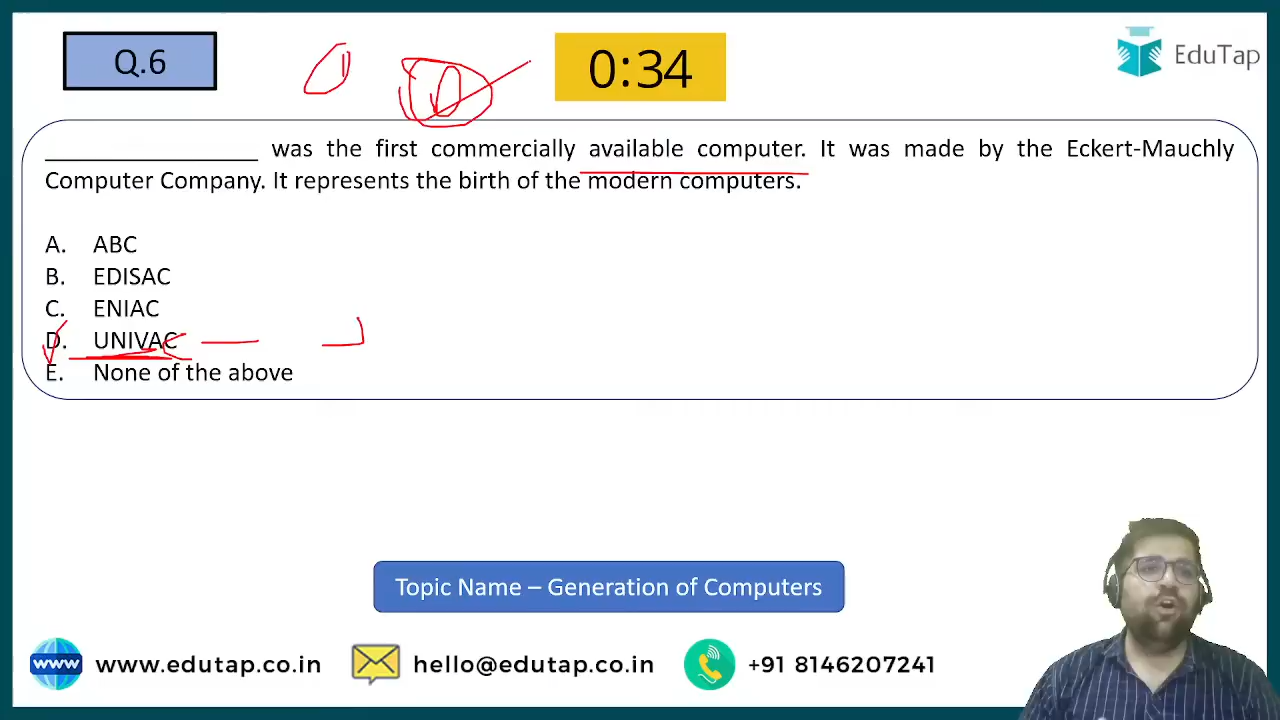 Q.6
0:34
EduTap
_______________ was the first commercially available computer. It was made by the Eckert-Mauchly
Computer Company. It represents the birth of the modern computers.
A. ABC
B. EDISAC
C. ENIAC
D. UNIVAC
E. None of the above
Topic Name – Generation of Computers
www www.edutap.co.in hello@edutap.co.in +91 8146207241